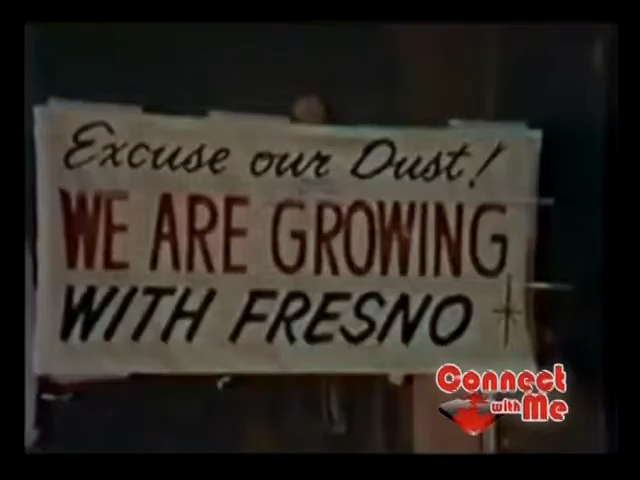 Excuse our Dust!
WE ARE GROWING
WITH FRESNO
Connect
with Me